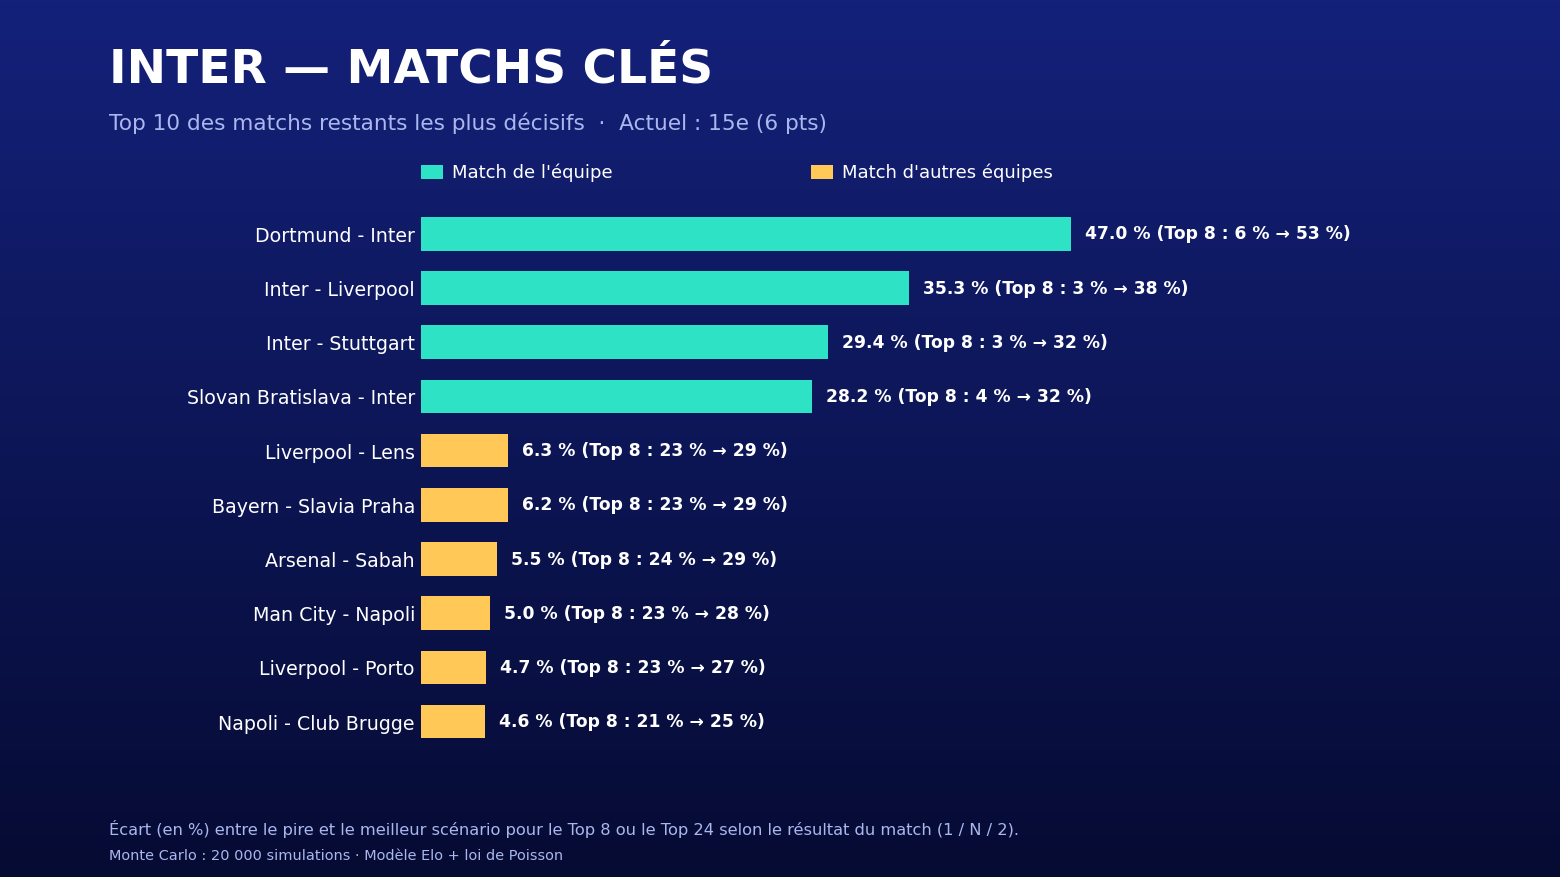 INTER — MATCHS CLÉS
Top 10 des matchs restants les plus décisifs · Actuel : 15e (6 pts)
Match de l'équipe
Match d'autres équipes
Dortmund - Inter 47.0 % (Top 8 : 6 % → 53 %)
Inter - Liverpool 35.3 % (Top 8 : 3 % → 38 %)
Inter - Stuttgart 29.4 % (Top 8 : 3 % → 32 %)
Slovan Bratislava - Inter 28.2 % (Top 8 : 4 % → 32 %)
Liverpool - Lens 6.3 % (Top 8 : 23 % → 29 %)
Bayern - Slavia Praha 6.2 % (Top 8 : 23 % → 29 %)
Arsenal - Sabah 5.5 % (Top 8 : 24 % → 29 %)
Man City - Napoli 5.0 % (Top 8 : 23 % → 28 %)
Liverpool - Porto 4.7 % (Top 8 : 23 % → 27 %)
Napoli - Club Brugge 4.6 % (Top 8 : 21 % → 25 %)
Écart (en %) entre le pire et le meilleur scénario pour le Top 8 ou le Top 24 selon le résultat du match (1 / N / 2).
Monte Carlo : 20 000 simulations · Modèle Elo + loi de Poisson